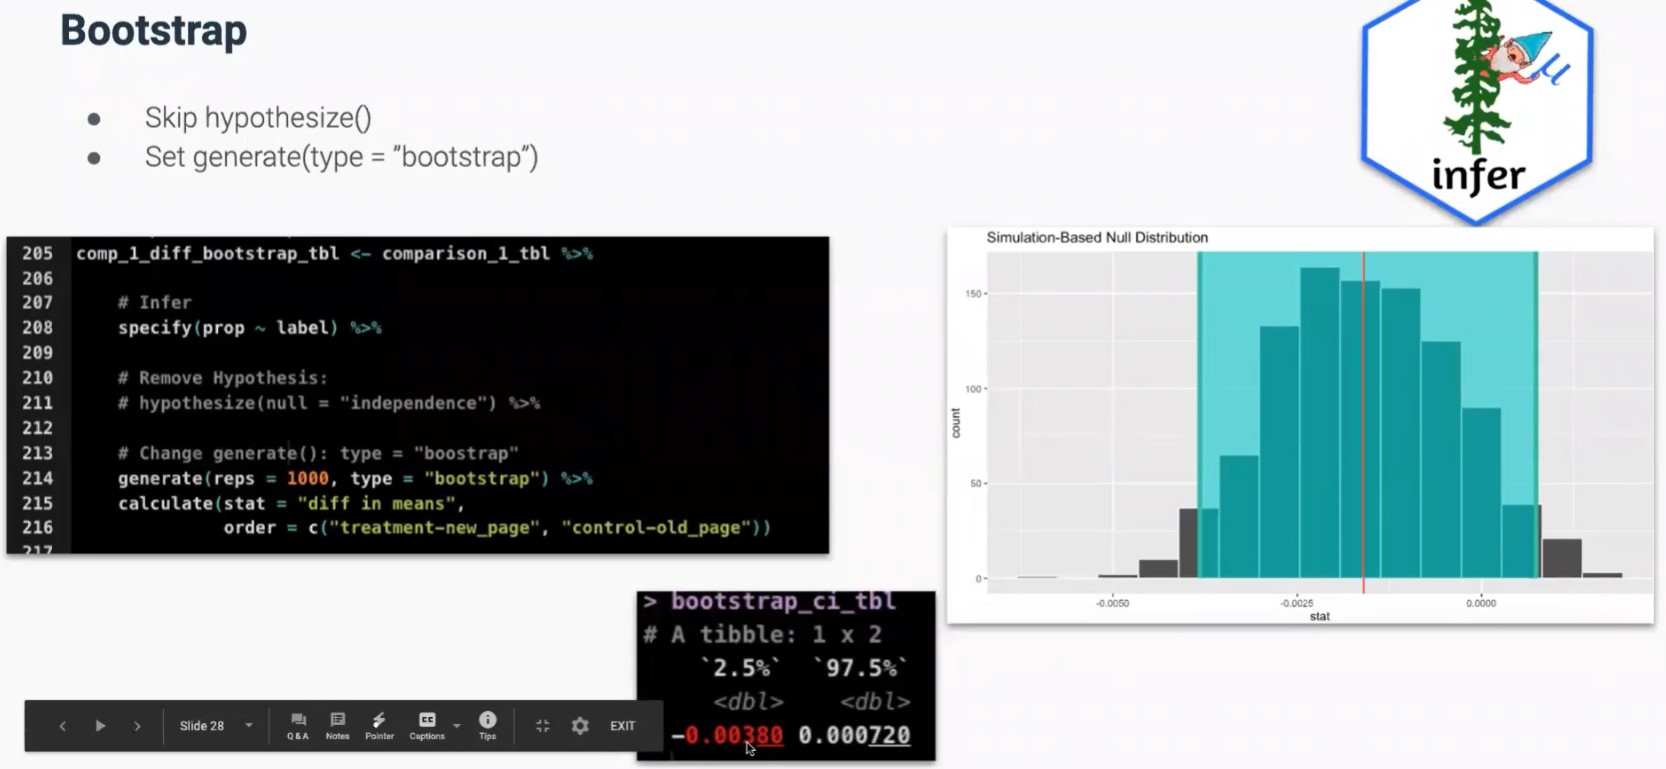 Bootstrap
● Skip hypothesize()
● Set generate(type = ”bootstrap”)
μ
infer
205 comp_1_diff_bootstrap_tbl <- comparison_1_tbl %>%
206
207 # Infer
208 specify(prop ~ label) %>%
209
210 # Remove Hypothesis:
211 # hypothesize(null = "independence") %>%
212
213 # Change generate(): type = "boostrap"
214 generate(reps = 1000, type = "bootstrap") %>%
215 calculate(stat = "diff in means",
216 order = c("treatment-new_page", "control-old_page"))
217
Simulation-Based Null Distribution
150
100
50
0
count
-0.0050 -0.0025 0.0000
stat
> bootstrap_ci_tbl
# A tibble: 1 x 2
`2.5%` `97.5%`
<dbl> <dbl>
-0.00380 0.000720
Slide 28
Q & A Notes Pointer Captions Tips EXIT
CC